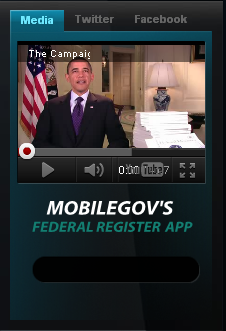 Media Twitter Facebook
The Campaig
MOBILEGOV'S
FEDERAL REGISTER APP